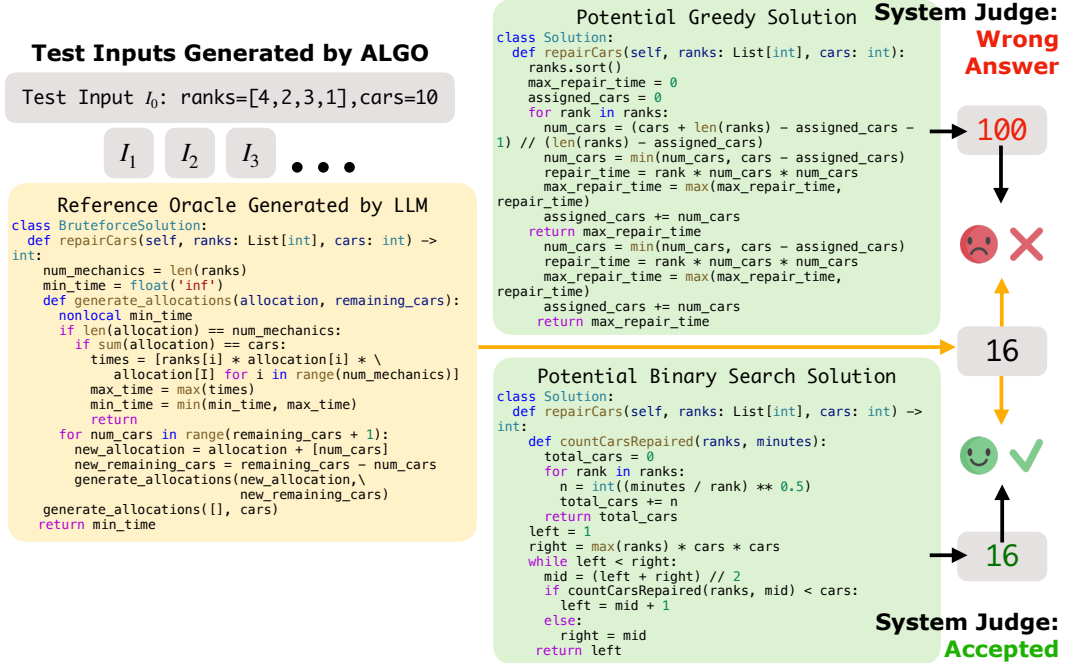 Test Inputs Generated by ALGO
Test Input I₀: ranks=[4,2,3,1],cars=10
I₁ I₂ I₃ ● ● ●
Reference Oracle Generated by LLM
class BruteforceSolution:
  def repairCars(self, ranks: List[int], cars: int) ->
int:
    num_mechanics = len(ranks)
    min_time = float('inf')
    def generate_allocations(allocation, remaining_cars):
      nonlocal min_time
      if len(allocation) == num_mechanics:
        if sum(allocation) == cars:
          times = [ranks[i] * allocation[i] * \
             allocation[I] for i in range(num_mechanics)]
          max_time = max(times)
          min_time = min(min_time, max_time)
          return
      for num_cars in range(remaining_cars + 1):
        new_allocation = allocation + [num_cars]
        new_remaining_cars = remaining_cars - num_cars
        generate_allocations(new_allocation,\
                             new_remaining_cars)
    generate_allocations([], cars)
    return min_time
Potential Greedy Solution
class Solution:
  def repairCars(self, ranks: List[int], cars: int):
    ranks.sort()
    max_repair_time = 0
    assigned_cars = 0
    for rank in ranks:
      num_cars = (cars + len(ranks) - assigned_cars -
1) // (len(ranks) - assigned_cars)
      num_cars = min(num_cars, cars - assigned_cars)
      repair_time = rank * num_cars * num_cars
      max_repair_time = max(max_repair_time,
repair_time)
      assigned_cars += num_cars
    return max_repair_time
      num_cars = min(num_cars, cars - assigned_cars)
      repair_time = rank * num_cars * num_cars
      max_repair_time = max(max_repair_time,
repair_time)
      assigned_cars += num_cars
     return max_repair_time
Potential Binary Search Solution
class Solution:
  def repairCars(self, ranks: List[int], cars: int) ->
int:
    def countCarsRepaired(ranks, minutes):
      total_cars = 0
      for rank in ranks:
        n = int((minutes / rank) ** 0.5)
        total_cars += n
      return total_cars
    left = 1
    right = max(ranks) * cars * cars
    while left < right:
      mid = (left + right) // 2
      if countCarsRepaired(ranks, mid) < cars:
        left = mid + 1
      else:
        right = mid
     return left
System Judge:
Wrong
Answer
100
16
16
System Judge:
Accepted